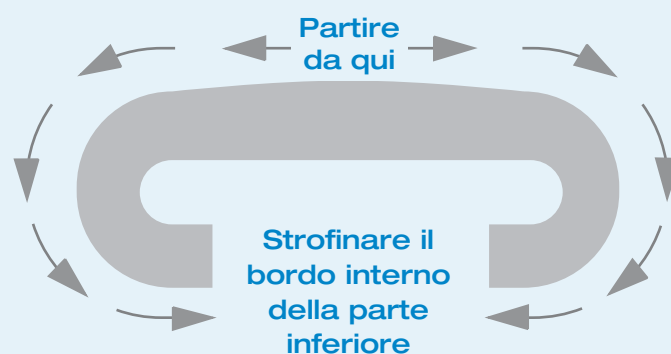 Partire
da qui
Strofinare il
bordo interno
della parte
inferiore